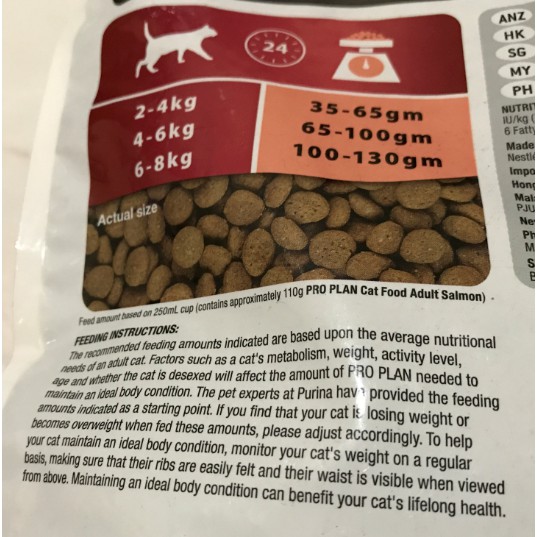 24
2-4kg 35-65gm
4-6kg 65-100gm
6-8kg 100-130gm
Actual size
Feed amount based on 250mL cup (contains approximately 110g PRO PLAN Cat Food Adult Salmon)
FEEDING INSTRUCTIONS:
The recommended feeding amounts indicated are based upon the average nutritional
needs of an adult cat. Factors such as a cat's metabolism, weight, activity level,
age and whether the cat is desexed will affect the amount of PRO PLAN needed to
maintain an ideal body condition. The pet experts at Purina have provided the feeding
amounts indicated as a starting point. If you find that your cat is losing weight or
becomes overweight when fed these amounts, please adjust accordingly. To help
your cat maintain an ideal body condition, monitor your cat's weight on a regular
basis, making sure that their ribs are easily felt and their waist is visible when viewed
from above. Maintaining an ideal body condition can benefit your cat's lifelong health.
ANZ
HK
SG
MY
PH
IU/kg (
6 Fatty
Made
PJU